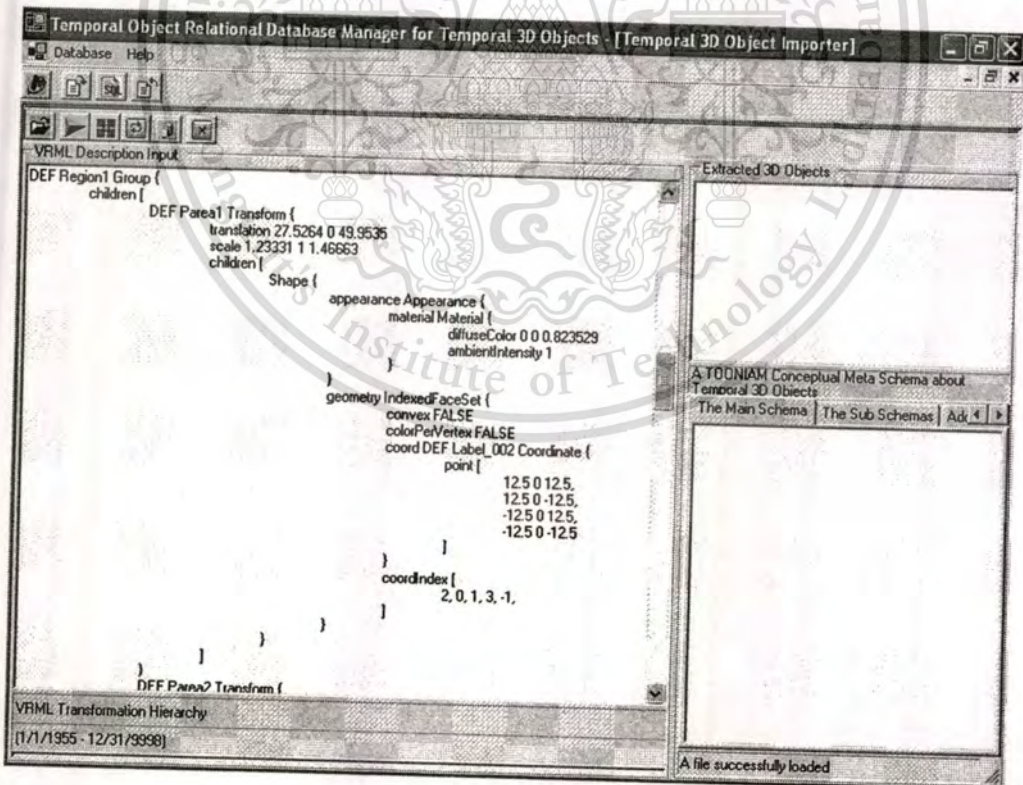 Temporal Object Relational Database Manager for Temporal 3D Objects - [Temporal 3D Object Importer]
Database Help
SQL
VRML Description Input
DEF Region1 Group {
children [
DEF Parea1 Transform {
translation 27.5264 0 49.9535
scale 1.23331 1 1.46663
children [
Shape {
appearance Appearance {
material Material {
diffuseColor 0 0 0.823529
ambientIntensity 1
}
}
geometry IndexedFaceSet {
convex FALSE
colorPerVertex FALSE
coord DEF Label_002 Coordinate {
point [
12.5 0 12.5,
12.5 0 -12.5,
-12.5 0 12.5,
-12.5 0 -12.5
]
}
coordIndex [
2, 0, 1, 3, -1,
]
}
}
]
}
DEF Parea2 Transform {
VRML Transformation Hierarchy
[1/1/1955 - 12/31/9998]
Extracted 3D Objects
A TOONIAM Conceptual Meta Schema about
Temporal 3D Objects
The Main Schema The Sub Schemas
A file successfully loaded
Institute of Technology